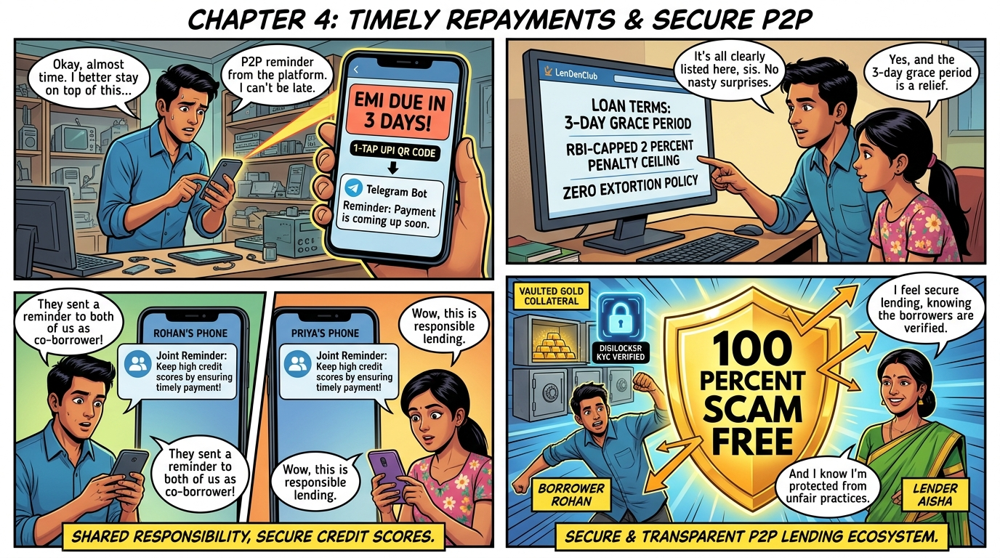 CHAPTER 4: TIMELY REPAYMENTS & SECURE P2P
Okay, almost
time. I better stay
on top of this...
P2P reminder
from the platform.
I can't be late.
EMI DUE IN
3 DAYS!
1-TAP UPI QR CODE
Telegram Bot
Reminder: Payment
is coming up soon.
LenDenClub
LOAN TERMS:
3-DAY GRACE PERIOD
RBI-CAPPED 2 PERCENT
PENALTY CEILING
ZERO EXTORTION POLICY
It's all clearly
listed here, sis. No
nasty surprises.
Yes, and the
3-day grace period
is a relief.
They sent a
reminder to both
of us as
co-borrower!
ROHAN'S PHONE
Joint Reminder:
Keep high credit
scores by ensuring
timely payment!
They sent a
reminder to
both of us as
co-borrower!
PRIYA'S PHONE
Joint Reminder:
Keep high credit
scores by ensuring
timely payment!
Wow, this is
responsible
lending.
Wow, this is
responsible
lending.
SHARED RESPONSIBILITY, SECURE CREDIT SCORES.
VAULTED GOLD
COLLATERAL
DIGILOCKSR
KYC VERIFIED
100
PERCENT
SCAM
FREE
I feel secure
lending, knowing
the borrowers are
verified.
And I know I'm
protected from
unfair practices.
BORROWER
ROHAN
LENDER
AISHA
SECURE & TRANSPARENT P2P LENDING ECOSYSTEM.